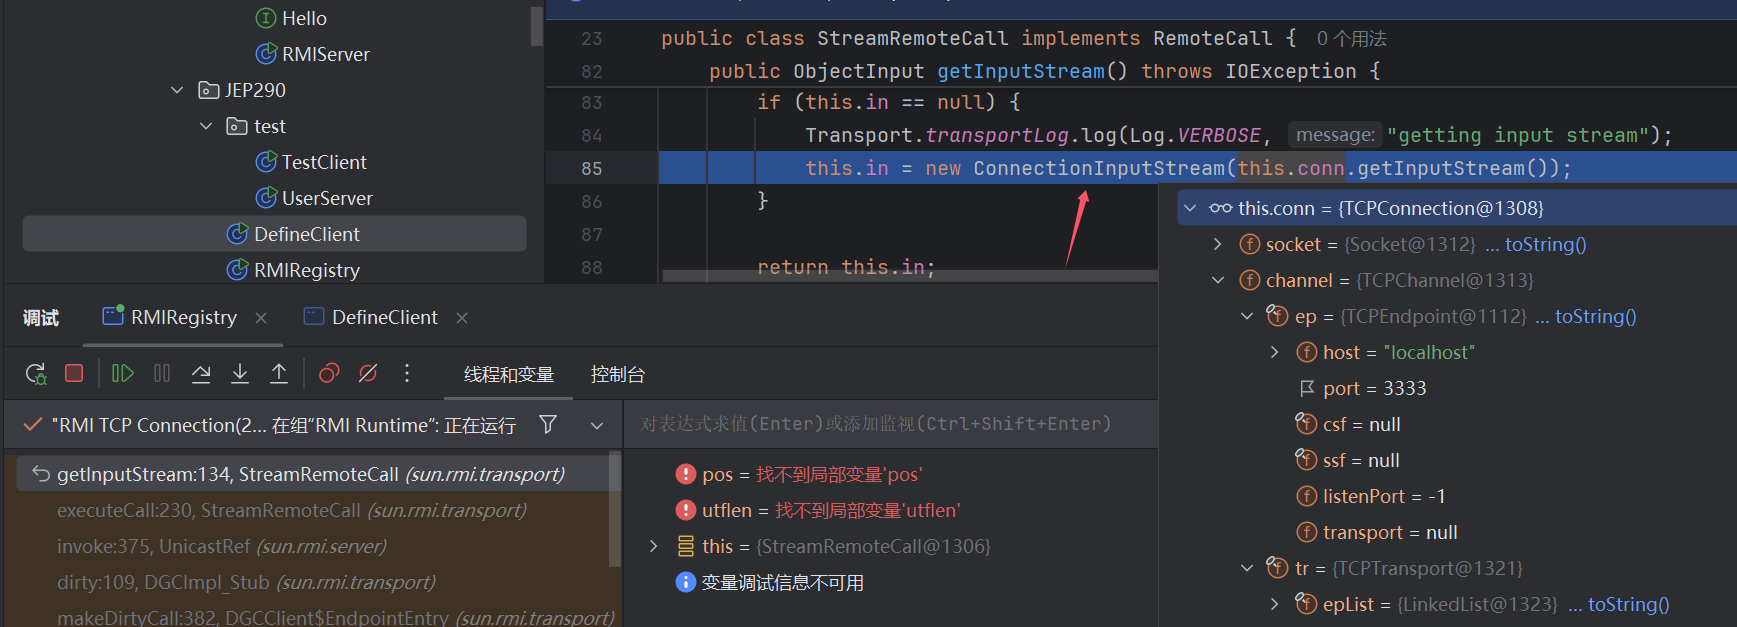 Hello
RMIServer
JEP290
test
TestClient
UserServer
DefineClient
RMIRegistry
23 public class StreamRemoteCall implements RemoteCall { 0 个用法
82 public ObjectInput getInputStream() throws IOException {
83 if (this.in == null) {
84 Transport.transportLog.log(Log.VERBOSE, message: "getting input stream");
85 this.in = new ConnectionInputStream(this.conn.getInputStream());
86 }
87
88 return this.in;
this.conn = {TCPConnection@1308}
socket = {Socket@1312} ... toString()
channel = {TCPChannel@1313}
ep = {TCPEndpoint@1112} ... toString()
host = "localhost"
port = 3333
csf = null
ssf = null
listenPort = -1
transport = null
tr = {TCPTransport@1321}
epList = {LinkedList@1323} ... toString()
调试 RMIRegistry DefineClient
线程和变量 控制台
"RMI TCP Connection(2... 在组“RMI Runtime”: 正在运行
getInputStream:134, StreamRemoteCall (sun.rmi.transport)
executeCall:230, StreamRemoteCall (sun.rmi.transport)
invoke:375, UnicastRef (sun.rmi.server)
dirty:109, DGCImpl_Stub (sun.rmi.transport)
makeDirtyCall:382, DGCClient$EndpointEntry (sun.rmi.transport)
对表达式求值(Enter)或添加监视(Ctrl+Shift+Enter)
pos = 找不到局部变量'pos'
utflen = 找不到局部变量'utflen'
this = {StreamRemoteCall@1306}
变量调试信息不可用